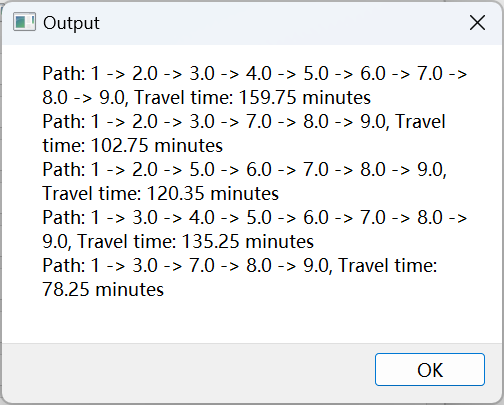 Output
Path: 1 -> 2.0 -> 3.0 -> 4.0 -> 5.0 -> 6.0 -> 7.0 ->
8.0 -> 9.0, Travel time: 159.75 minutes
Path: 1 -> 2.0 -> 3.0 -> 7.0 -> 8.0 -> 9.0, Travel
time: 102.75 minutes
Path: 1 -> 2.0 -> 5.0 -> 6.0 -> 7.0 -> 8.0 -> 9.0,
Travel time: 120.35 minutes
Path: 1 -> 3.0 -> 4.0 -> 5.0 -> 6.0 -> 7.0 -> 8.0 ->
9.0, Travel time: 135.25 minutes
Path: 1 -> 3.0 -> 7.0 -> 8.0 -> 9.0, Travel time:
78.25 minutes
OK